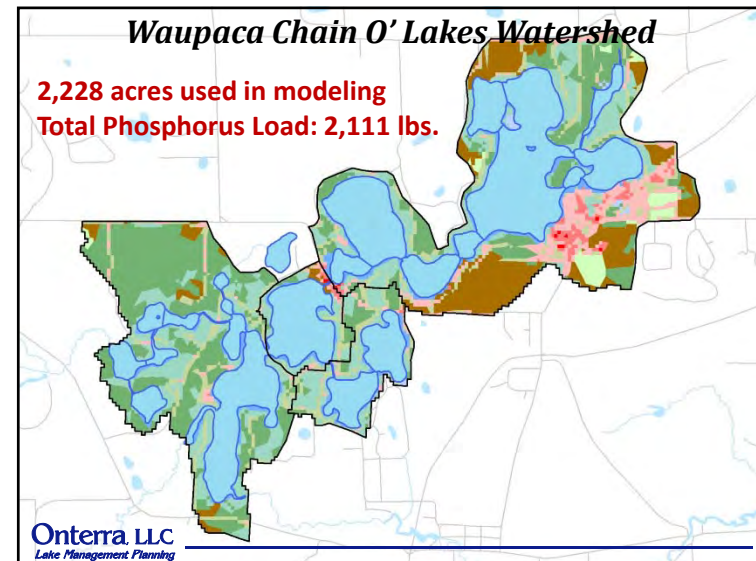 Waupaca Chain O' Lakes Watershed
2,228 acres used in modeling
Total Phosphorus Load: 2,111 lbs.
Onterra, LLC
Lake Management Planning